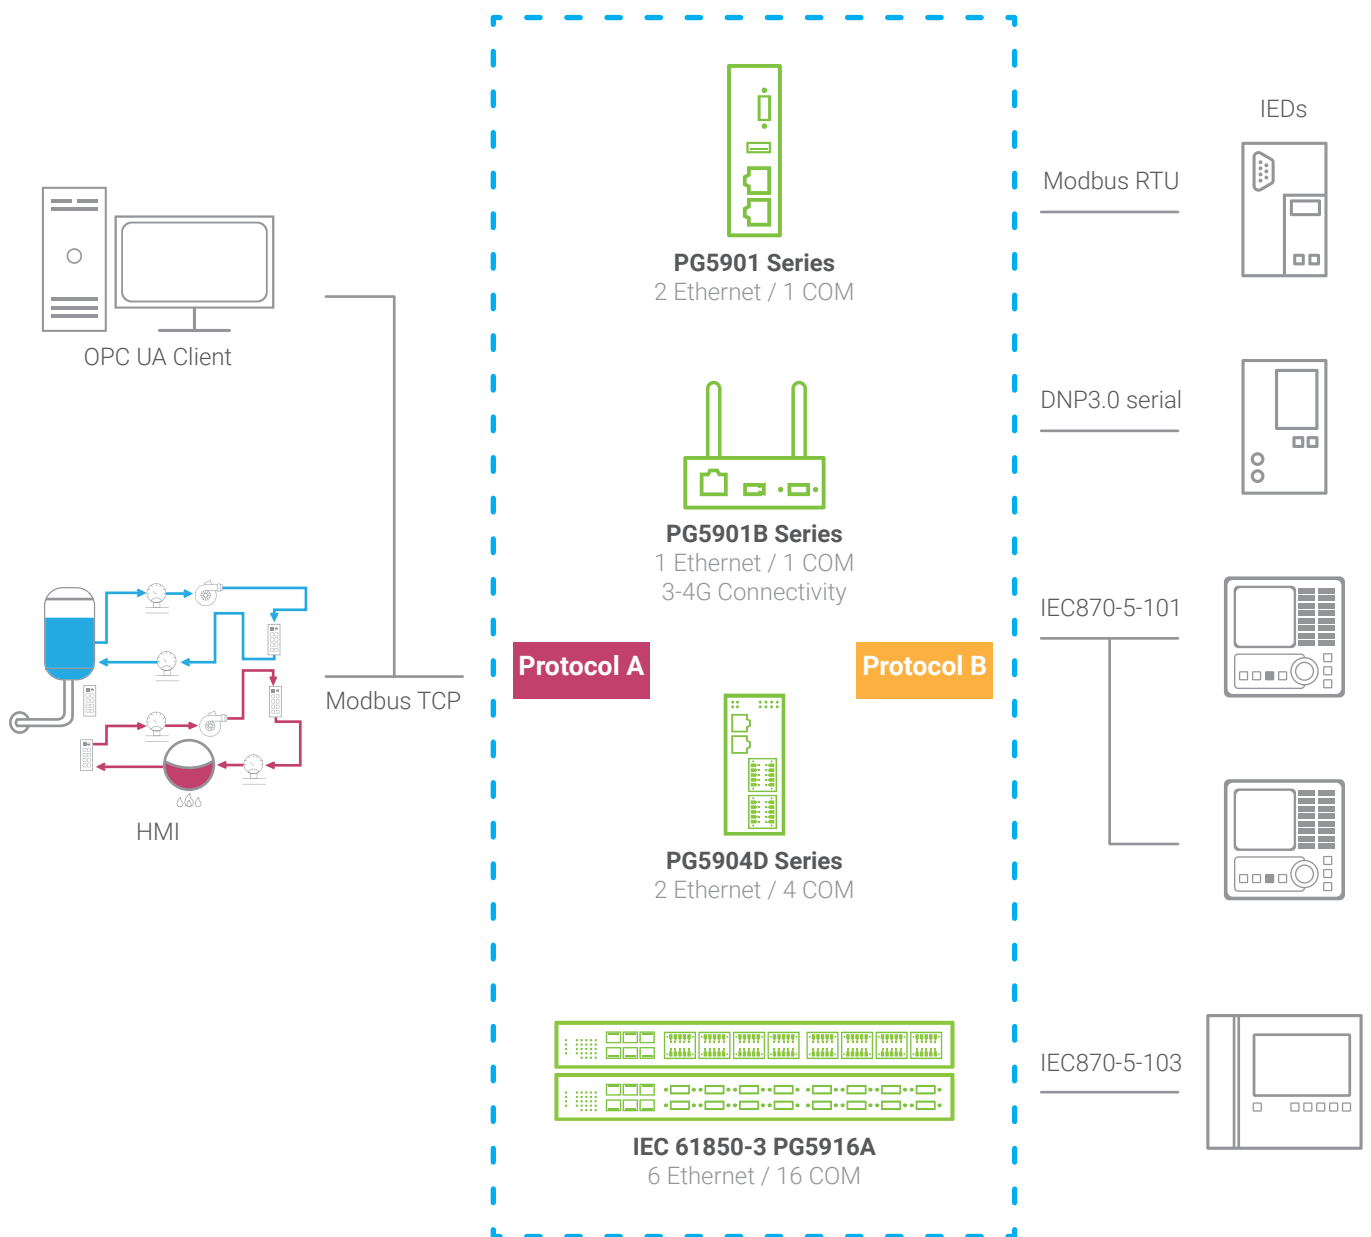 OPC UA Client
HMI
Modbus TCP
PG5901 Series
2 Ethernet / 1 COM
PG5901B Series
1 Ethernet / 1 COM
3-4G Connectivity
Protocol A
Protocol B
PG5904D Series
2 Ethernet / 4 COM
IEC 61850-3 PG5916A
6 Ethernet / 16 COM
IEDs
Modbus RTU
DNP3.0 serial
IEC870-5-101
IEC870-5-103